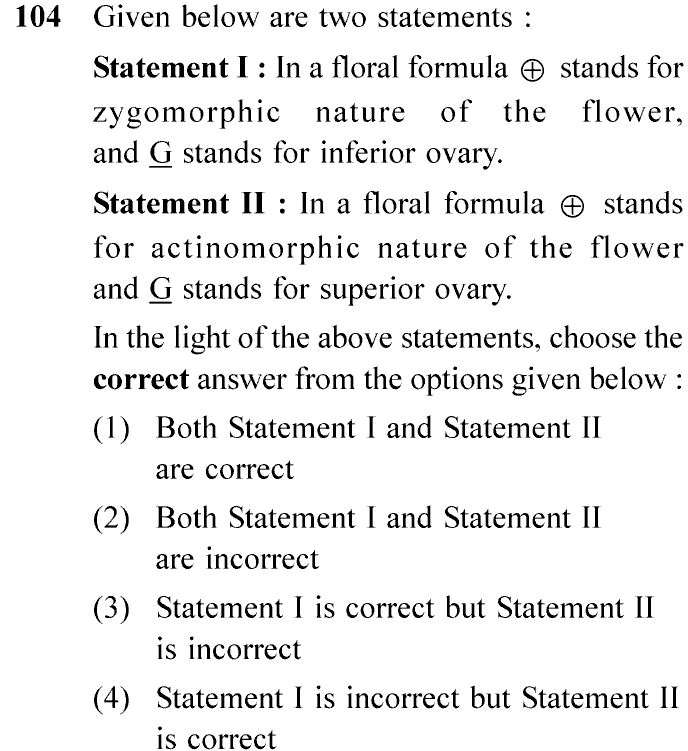 104 Given below are two statements :
Statement I : In a floral formula ⊕ stands for
zygomorphic nature of the flower,
and G̲ stands for inferior ovary.
Statement II : In a floral formula ⊕ stands
for actinomorphic nature of the flower
and G̲ stands for superior ovary.
In the light of the above statements, choose the
correct answer from the options given below :
(1) Both Statement I and Statement II
are correct
(2) Both Statement I and Statement II
are incorrect
(3) Statement I is correct but Statement II
is incorrect
(4) Statement I is incorrect but Statement II
is correct